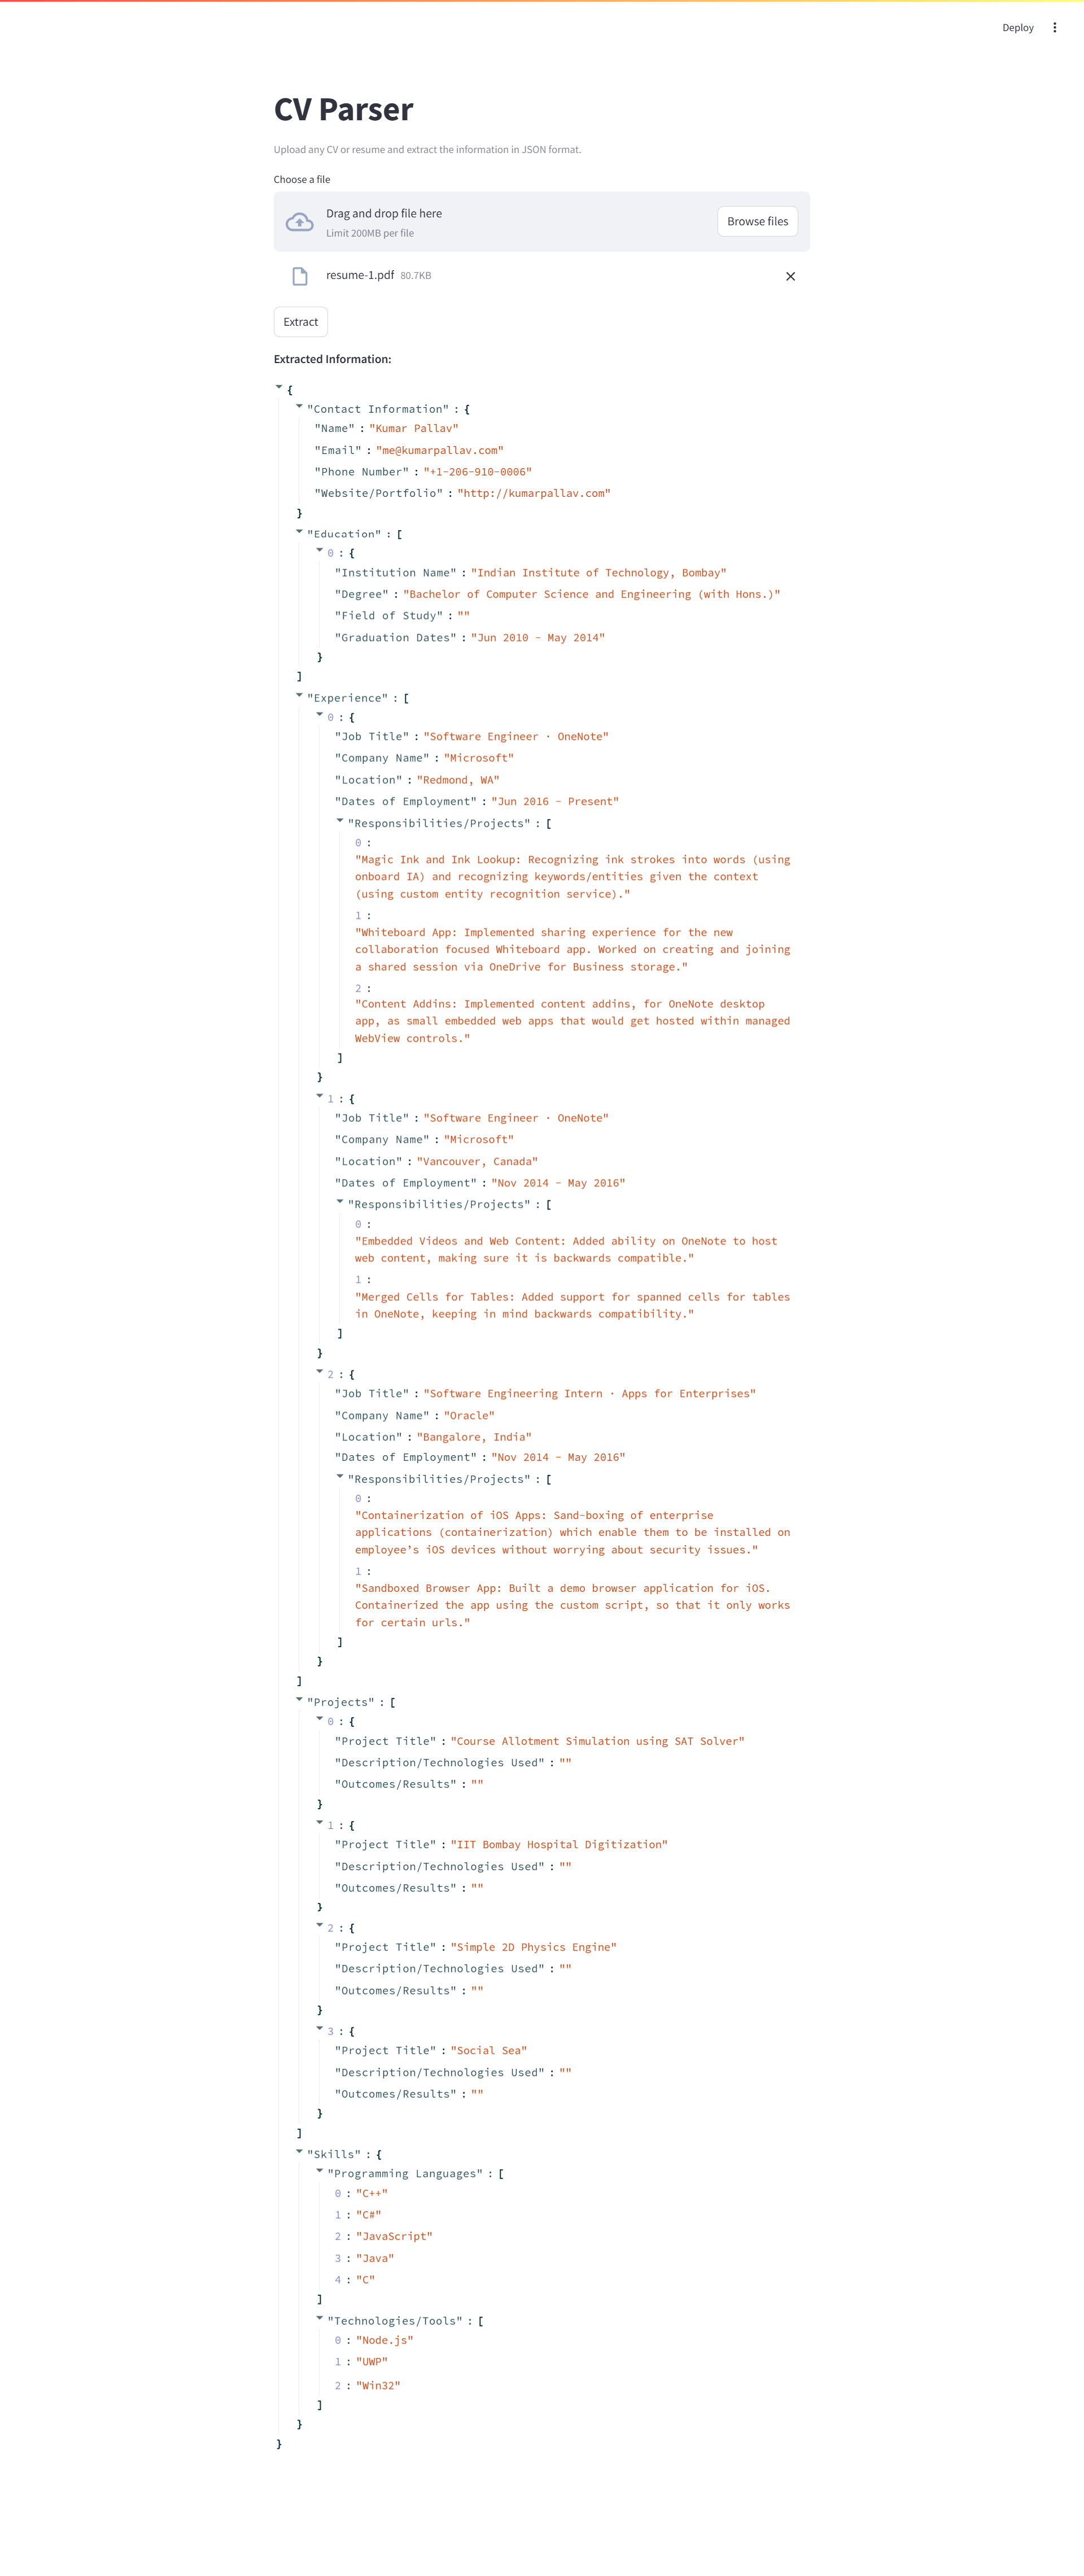 Deploy
CV Parser
Upload any CV or resume and extract the information in JSON format.
Choose a file
Drag and drop file here
Limit 200MB per file
Browse files
resume-1.pdf 80.7KB
Extract
Extracted Information:
{
"Contact Information" : {
"Name" : "Kumar Pallav"
"Email" : "me@kumarpallav.com"
"Phone Number" : "+1-206-910-0006"
"Website/Portfolio" : "http://kumarpallav.com"
}
"Education" : [
0 : {
"Institution Name" : "Indian Institute of Technology, Bombay"
"Degree" : "Bachelor of Computer Science and Engineering (with Hons.)"
"Field of Study" : ""
"Graduation Dates" : "Jun 2010 - May 2014"
}
]
"Experience" : [
0 : {
"Job Title" : "Software Engineer · OneNote"
"Company Name" : "Microsoft"
"Location" : "Redmond, WA"
"Dates of Employment" : "Jun 2016 - Present"
"Responsibilities/Projects" : [
0 :
"Magic Ink and Ink Lookup: Recognizing ink strokes into words (using
onboard IA) and recognizing keywords/entities given the context
(using custom entity recognition service)."
1 :
"Whiteboard App: Implemented sharing experience for the new
collaboration focused Whiteboard app. Worked on creating and joining
a shared session via OneDrive for Business storage."
2 :
"Content Addins: Implemented content addins, for OneNote desktop
app, as small embedded web apps that would get hosted within managed
WebView controls."
]
}
1 : {
"Job Title" : "Software Engineer · OneNote"
"Company Name" : "Microsoft"
"Location" : "Vancouver, Canada"
"Dates of Employment" : "Nov 2014 - May 2016"
"Responsibilities/Projects" : [
0 :
"Embedded Videos and Web Content: Added ability on OneNote to host
web content, making sure it is backwards compatible."
1 :
"Merged Cells for Tables: Added support for spanned cells for tables
in OneNote, keeping in mind backwards compatibility."
]
}
2 : {
"Job Title" : "Software Engineering Intern · Apps for Enterprises"
"Company Name" : "Oracle"
"Location" : "Bangalore, India"
"Dates of Employment" : "Nov 2014 - May 2016"
"Responsibilities/Projects" : [
0 :
"Containerization of iOS Apps: Sand-boxing of enterprise
applications (containerization) which enable them to be installed on
employee’s iOS devices without worrying about security issues."
1 :
"Sandboxed Browser App: Built a demo browser application for iOS.
Containerized the app using the custom script, so that it only works
for certain urls."
]
}
]
"Projects" : [
0 : {
"Project Title" : "Course Allotment Simulation using SAT Solver"
"Description/Technologies Used" : ""
"Outcomes/Results" : ""
}
1 : {
"Project Title" : "IIT Bombay Hospital Digitization"
"Description/Technologies Used" : ""
"Outcomes/Results" : ""
}
2 : {
"Project Title" : "Simple 2D Physics Engine"
"Description/Technologies Used" : ""
"Outcomes/Results" : ""
}
3 : {
"Project Title" : "Social Sea"
"Description/Technologies Used" : ""
"Outcomes/Results" : ""
}
]
"Skills" : {
"Programming Languages" : [
0 : "C++"
1 : "C#"
2 : "JavaScript"
3 : "Java"
4 : "C"
]
"Technologies/Tools" : [
0 : "Node.js"
1 : "UWP"
2 : "Win32"
]
}
}